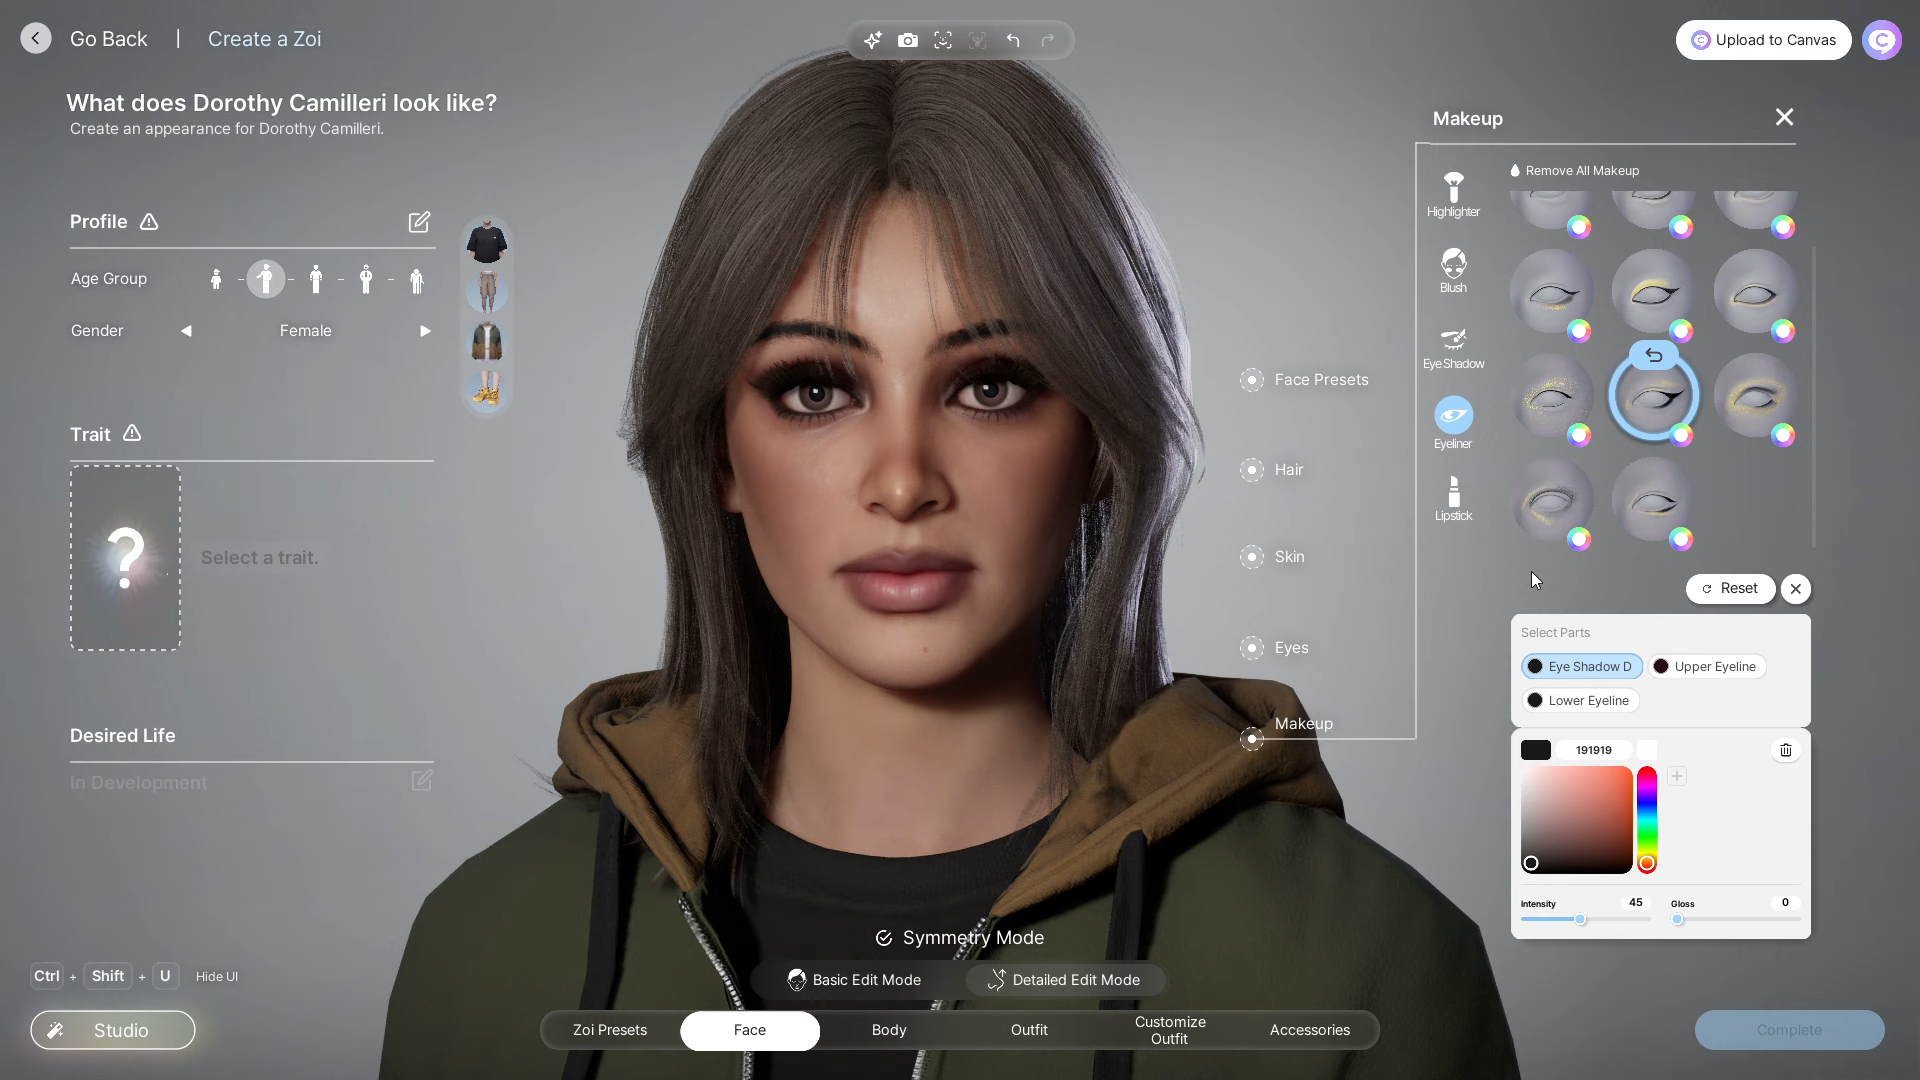 Go Back | Create a Zoi
Upload to Canvas
What does Dorothy Camilleri look like?
Create an appearance for Dorothy Camilleri.
Profile
Age Group
Gender
Female
Trait
Select a trait.
Desired Life
In Development
Ctrl + Shift + U Hide UI
Studio
Face Presets
Hair
Skin
Eyes
Makeup
Makeup
Remove All Makeup
Highlighter
Blush
Eye Shadow
Eyeliner
Lipstick
Reset
Select Parts
Eye Shadow D
Upper Eyeline
Lower Eyeline
191919
Intensity 45
Gloss 0
Symmetry Mode
Basic Edit Mode
Detailed Edit Mode
Zoi Presets
Face
Body
Outfit
Customize
Outfit
Accessories
Complete